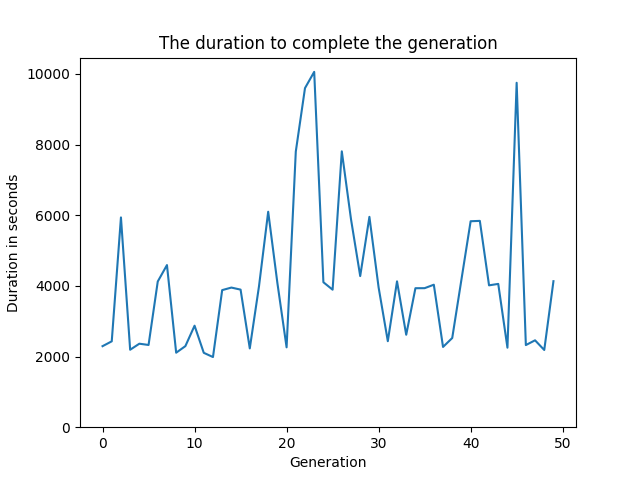 The duration to complete the generation
10000
8000
6000
4000
2000
0
Duration in seconds
0 10 20 30 40 50
Generation